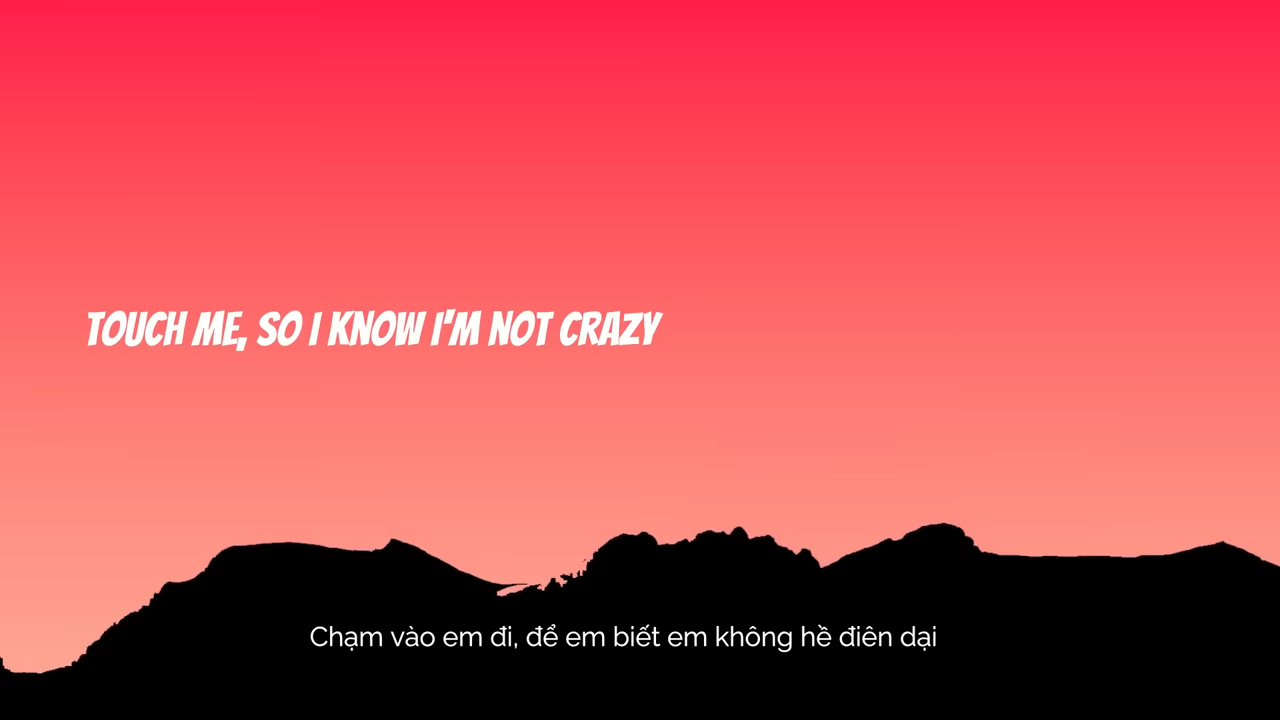 TOUCH ME, SO I KNOW I'M NOT CRAZY
Chạm vào em đi, để em biết em không hề điên dại